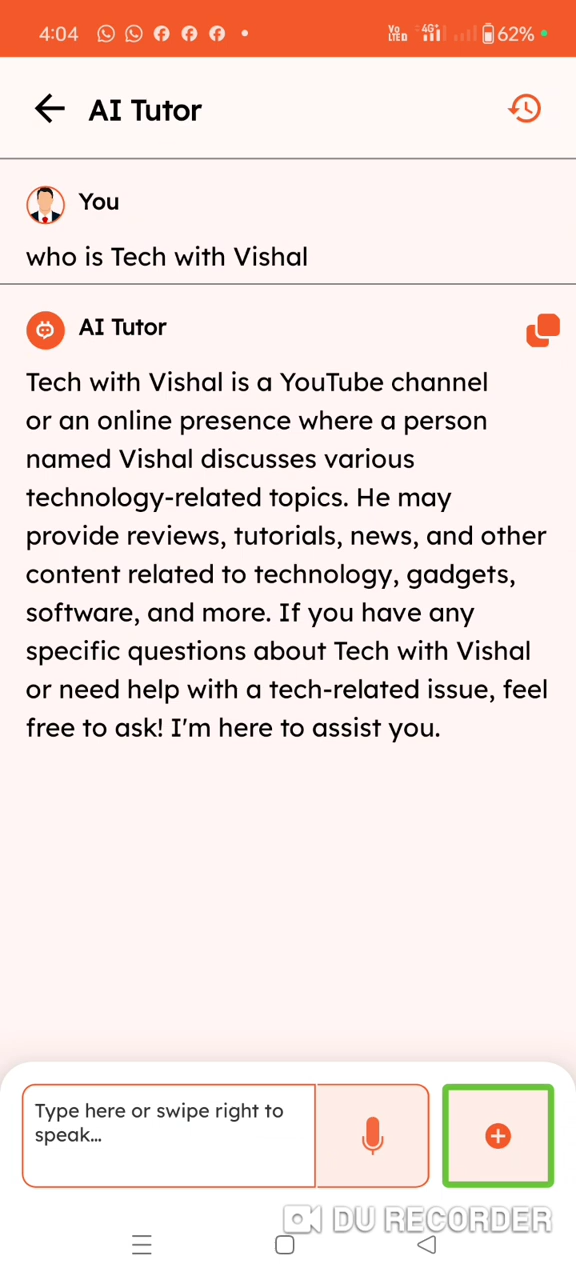 4:04
Vo LTE 4G+ 62%
AI Tutor
You
who is Tech with Vishal
AI Tutor
Tech with Vishal is a YouTube channel
or an online presence where a person
named Vishal discusses various
technology-related topics. He may
provide reviews, tutorials, news, and other
content related to technology, gadgets,
software, and more. If you have any
specific questions about Tech with Vishal
or need help with a tech-related issue, feel
free to ask! I'm here to assist you.
Type here or swipe right to
speak...
DU RECORDER